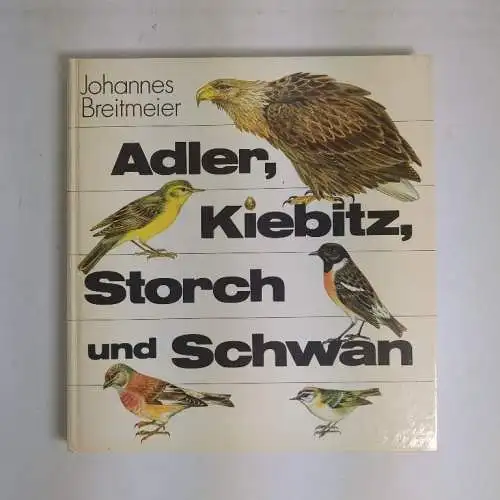 Johannes
Breitmeier
Adler,
Kiebitz,
Storch
und Schwan